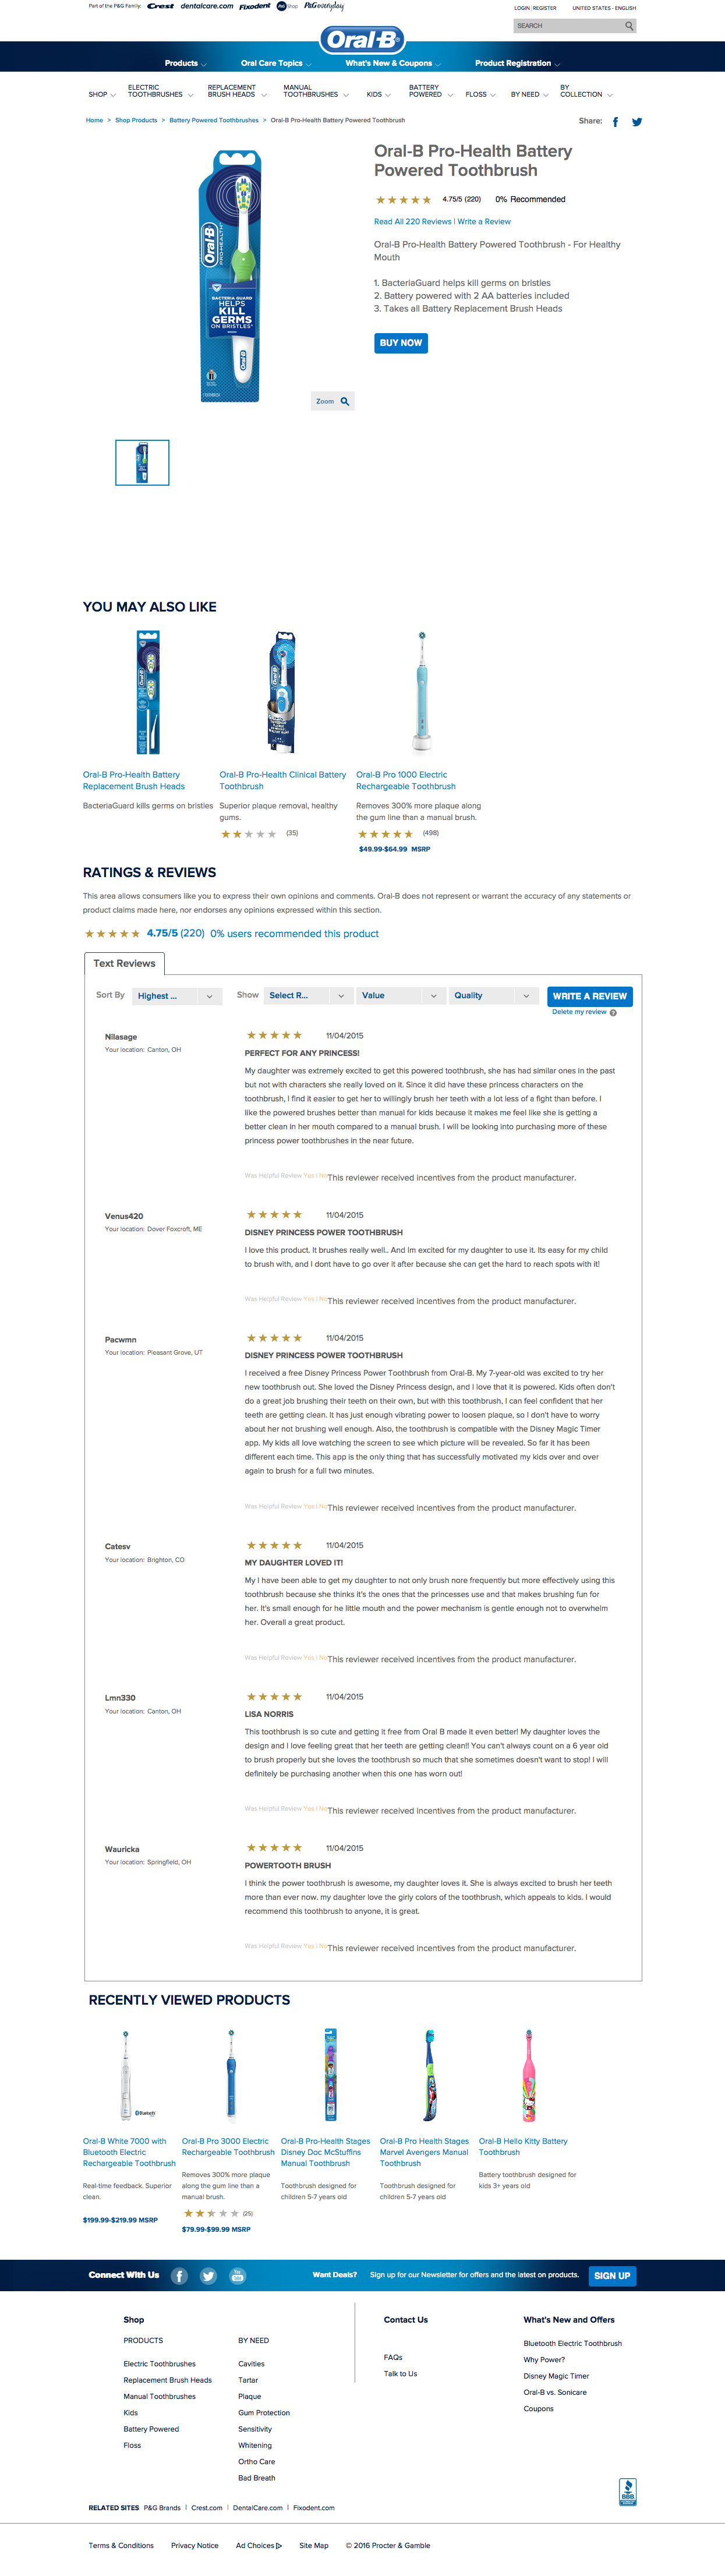 Part of the P&G Family: Crest dentalcare.com Fixodent P&G Shop P&G everyday
LOGIN | REGISTER UNITED STATES - ENGLISH
SEARCH
Oral-B
Products Oral Care Topics What's New & Coupons Product Registration
SHOP ELECTRIC TOOTHBRUSHES REPLACEMENT BRUSH HEADS MANUAL TOOTHBRUSHES KIDS BATTERY POWERED FLOSS BY NEED BY COLLECTION
Home > Shop Products > Battery Powered Toothbrushes > Oral-B Pro-Health Battery Powered Toothbrush
Share:
Oral-B
PRO-HEALTH
BACTERIA GUARD
HELPS
KILL
GERMS
ON BRISTLES*
Oral-B
Zoom
Oral-B Pro-Health Battery
Powered Toothbrush
4.75/5 (220) 0% Recommended
Read All 220 Reviews | Write a Review
Oral-B Pro-Health Battery Powered Toothbrush - For Healthy
Mouth
1. BacteriaGuard helps kill germs on bristles
2. Battery powered with 2 AA batteries included
3. Takes all Battery Replacement Brush Heads
BUY NOW
YOU MAY ALSO LIKE
Oral-B
Oral-B
Oral-B Pro-Health Battery
Replacement Brush Heads
BacteriaGuard kills germs on bristles
Oral-B Pro-Health Clinical Battery
Toothbrush
Superior plaque removal, healthy
gums.
(35)
Oral-B Pro 1000 Electric
Rechargeable Toothbrush
Removes 300% more plaque along
the gum line than a manual brush.
(498)
$49.99-$64.99 MSRP
RATINGS & REVIEWS
This area allows consumers like you to express their own opinions and comments. Oral-B does not represent or warrant the accuracy of any statements or
product claims made here, nor endorses any opinions expressed within this section.
4.75/5 (220) 0% users recommended this product
Text Reviews
Sort By Highest ... Show Select R... Value Quality WRITE A REVIEW
Delete my review ?
Nilasage
Your location: Canton, OH
11/04/2015
PERFECT FOR ANY PRINCESS!
My daughter was extremely excited to get this powered toothbrush, she has had similar ones in the past
but not with characters she really loved on it. Since it did have these princess characters on the
toothbrush, I find it easier to get her to willingly brush her teeth with a lot less of a fight than before. I
like the powered brushes better than manual for kids because it makes me feel like she is getting a
better clean in her mouth compared to a manual brush. I will be looking into purchasing more of these
princess power toothbrushes in the near future.
Was Helpful Review Yes | No This reviewer received incentives from the product manufacturer.
Venus420
Your location: Dover Foxcroft, ME
11/04/2015
DISNEY PRINCESS POWER TOOTHBRUSH
I love this product. It brushes really well.. And Im excited for my daughter to use it. Its easy for my child
to brush with, and I dont have to go over it after because she can get the hard to reach spots with it!
Was Helpful Review Yes | No This reviewer received incentives from the product manufacturer.
Pacwmn
Your location: Pleasant Grove, UT
11/04/2015
DISNEY PRINCESS POWER TOOTHBRUSH
I received a free Disney Princess Power Toothbrush from Oral-B. My 7-year-old was excited to try her
new toothbrush out. She loved the Disney Princess design, and I love that it is powered. Kids often don't
do a great job brushing their teeth on their own, but with this toothbrush, I can feel confident that her
teeth are getting clean. It has just enough vibrating power to loosen plaque, so I don't have to worry
about her not brushing well enough. Also, the toothbrush is compatible with the Disney Magic Timer
app. My kids all love watching the screen to see which picture will be revealed. So far it has been
different each time. This app is the only thing that has successfully motivated my kids over and over
again to brush for a full two minutes.
Was Helpful Review Yes | No This reviewer received incentives from the product manufacturer.
Catesv
Your location: Brighton, CO
11/04/2015
MY DAUGHTER LOVED IT!
My I have been able to get my daughter to not only brush nore frequently but more effectively using this
toothbrush because she thinks it's the ones that the princesses use and that makes brushing fun for
her. It's small enough for he little mouth and the power mechanism is gentle enough not to overwhelm
her. Overall a great product.
Was Helpful Review Yes | No This reviewer received incentives from the product manufacturer.
Lmn330
Your location: Canton, OH
11/04/2015
LISA NORRIS
This toothbrush is so cute and getting it free from Oral B made it even better! My daughter loves the
design and I love feeling great that her teeth are getting clean!! You can't always count on a 6 year old
to brush properly but she loves the toothbrush so much that she sometimes doesn't want to stop! I will
definitely be purchasing another when this one has worn out!
Was Helpful Review Yes | No This reviewer received incentives from the product manufacturer.
Wauricka
Your location: Springfield, OH
11/04/2015
POWERTOOTH BRUSH
I think the power toothbrush is awesome, my daughter loves it. She is always excited to brush her teeth
more than ever now. my daughter love the girly colors of the toothbrush, which appeals to kids. I would
recommend this toothbrush to anyone, it is great.
Was Helpful Review Yes | No This reviewer received incentives from the product manufacturer.
RECENTLY VIEWED PRODUCTS
Bluetooth
Oral-B White 7000 with
Bluetooth Electric
Rechargeable Toothbrush
Real-time feedback. Superior
clean.
$199.99-$219.99 MSRP
Oral-B Pro 3000 Electric
Rechargeable Toothbrush
Removes 300% more plaque
along the gum line than a
manual brush.
(25)
$79.99-$99.99 MSRP
Oral-B Pro-Health Stages
Disney Doc McStuffins
Manual Toothbrush
Toothbrush designed for
children 5-7 years old
Oral-B Pro Health Stages
Marvel Avengers Manual
Toothbrush
Toothbrush designed for
children 5-7 years old
Oral-B Hello Kitty Battery
Toothbrush
Battery toothbrush designed for
kids 3+ years old
Connect With Us
You Tube
Want Deals? Sign up for our Newsletter for offers and the latest on products. SIGN UP
Shop
PRODUCTS
Electric Toothbrushes
Replacement Brush Heads
Manual Toothbrushes
Kids
Battery Powered
Floss
BY NEED
Cavities
Tartar
Plaque
Gum Protection
Sensitivity
Whitening
Ortho Care
Bad Breath
Contact Us
FAQs
Talk to Us
What's New and Offers
Bluetooth Electric Toothbrush
Why Power?
Disney Magic Timer
Oral-B vs. Sonicare
Coupons
BBB
RELATED SITES P&G Brands | Crest.com | DentalCare.com | Fixodent.com
Terms & Conditions Privacy Notice Ad Choices Site Map © 2016 Procter & Gamble